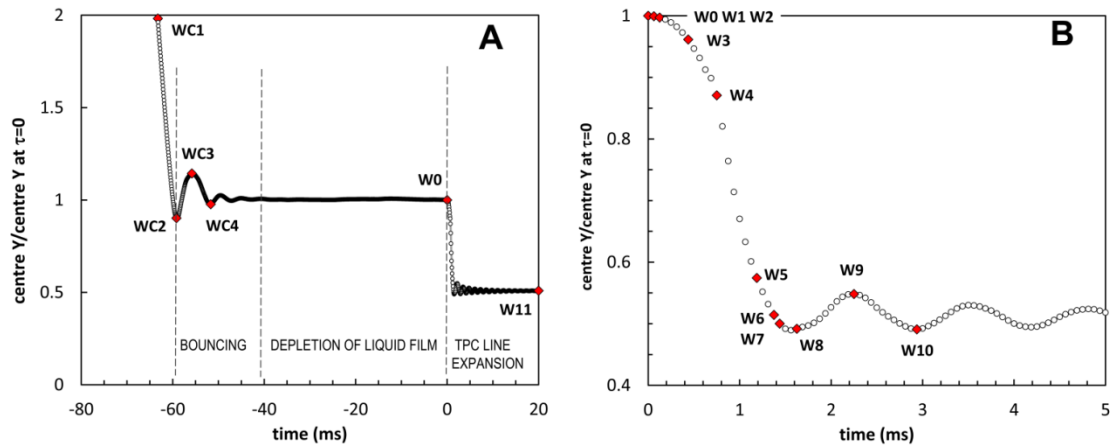 A
2
1.5
1
0.5
0
centre Y/centre Y at τ=0
WC1
WC3
WC2
WC4
W0
W11
BOUNCING
DEPLETION OF LIQUID FILM
TPC LINE
EXPANSION
-80
-60
-40
-20
0
20
time (ms)
B
1
0.8
0.6
0.4
centre Y/centre Y at τ=0
W0 W1 W2
W3
W4
W5
W6
W7
W8
W9
W10
0
1
2
3
4
5
time (ms)